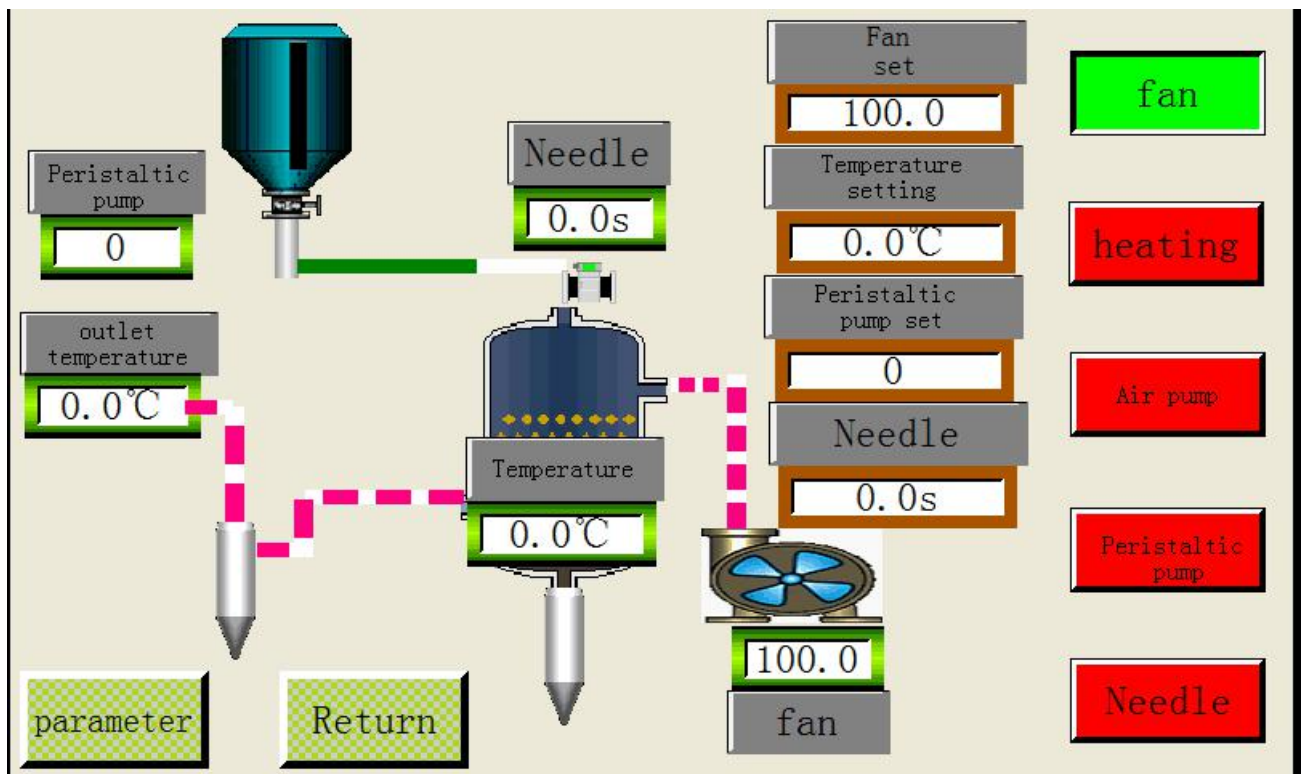 Fan
set
100.0
fan
Needle
0.0s
Peristaltic
pump
0
Temperature
setting
0.0℃
heating
Peristaltic
pump set
0
outlet
temperature
0.0℃
Air pump
Needle
0.0s
Temperature
0.0℃
Peristaltic
pump
100.0
fan
parameter
Return
Needle